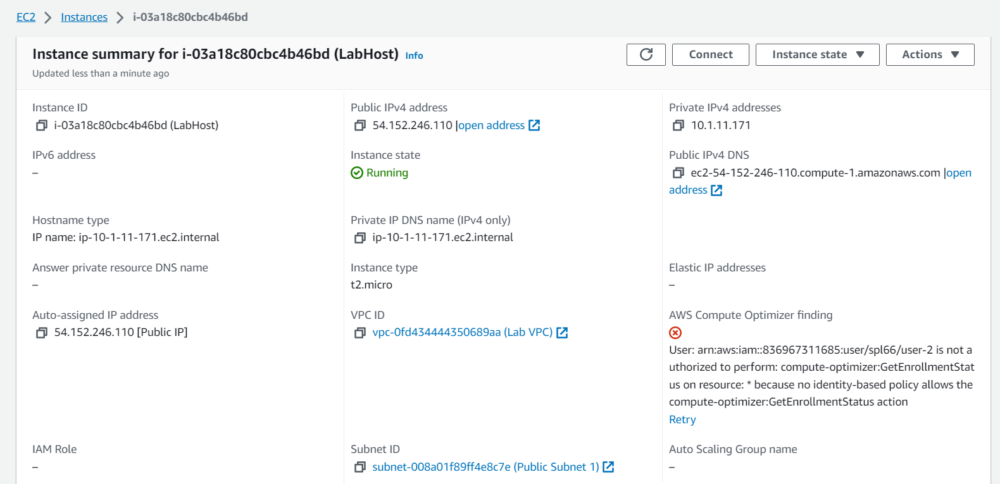 EC2 > Instances > i-03a18c80cbc4b46bd
Instance summary for i-03a18c80cbc4b46bd (LabHost) Info
Updated less than a minute ago
Connect
Instance state
Actions
Instance ID
i-03a18c80cbc4b46bd (LabHost)
Public IPv4 address
54.152.246.110 |open address
Private IPv4 addresses
10.1.11.171
IPv6 address
–
Instance state
Running
Public IPv4 DNS
ec2-54-152-246-110.compute-1.amazonaws.com |open
address
Hostname type
IP name: ip-10-1-11-171.ec2.internal
Private IP DNS name (IPv4 only)
ip-10-1-11-171.ec2.internal
Answer private resource DNS name
–
Instance type
t2.micro
Elastic IP addresses
–
Auto-assigned IP address
54.152.246.110 [Public IP]
VPC ID
vpc-0fd434444350689aa (Lab VPC)
AWS Compute Optimizer finding
User: arn:aws:iam::836967311685:user/spl66/user-2 is not a
uthorized to perform: compute-optimizer:GetEnrollmentStat
us on resource: * because no identity-based policy allows the
compute-optimizer:GetEnrollmentStatus action
Retry
IAM Role
–
Subnet ID
subnet-008a01f89ff4e8c7e (Public Subnet 1)
Auto Scaling Group name
–